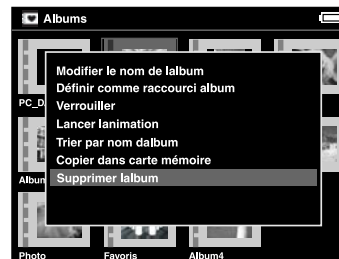 Albums
Modifier le nom de lalbum
Définir comme raccourci album
Verrouiller
PC_D
Lancer lanimation
Trier par nom dalbum
Copier dans carte mémoire
Album
Supprimer lalbum
Photo Favoris Album4